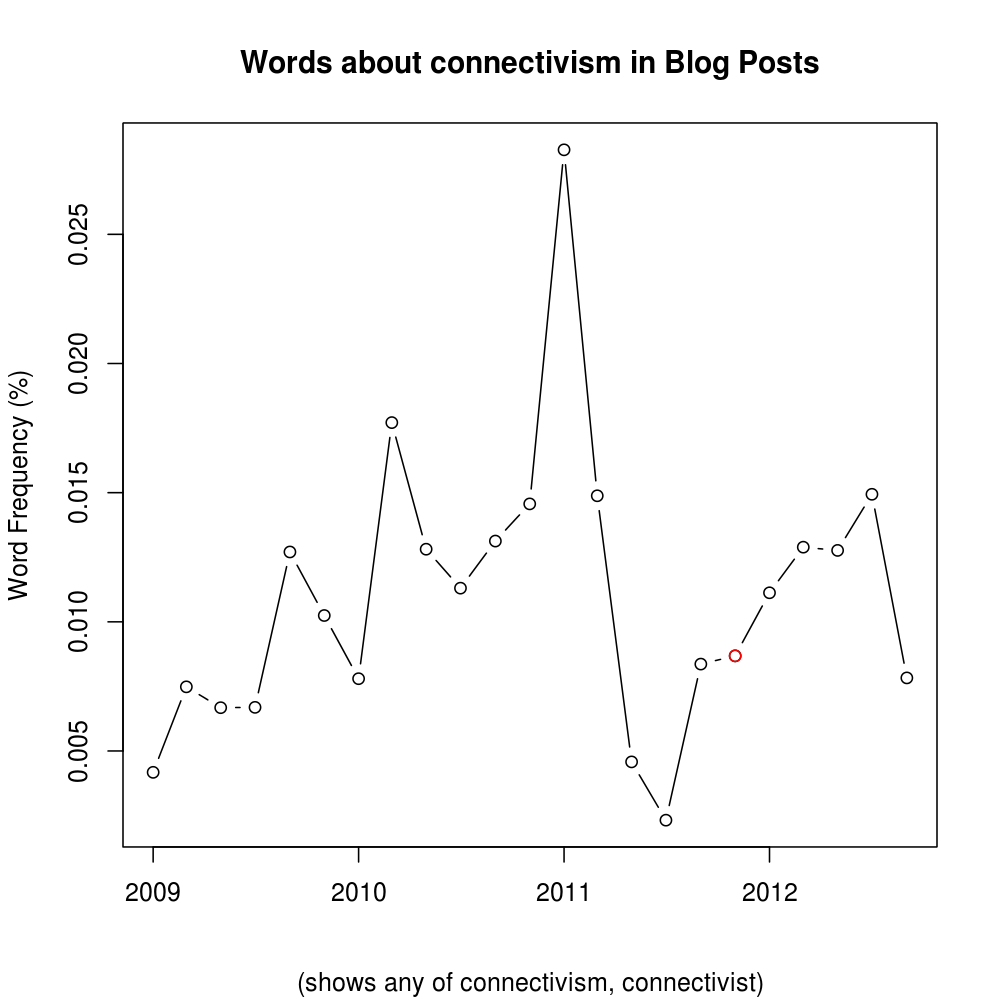 Words about connectivism in Blog Posts
Word Frequency (%)
0.025
0.020
0.015
0.010
0.005
2009 2010 2011 2012
(shows any of connectivism, connectivist)